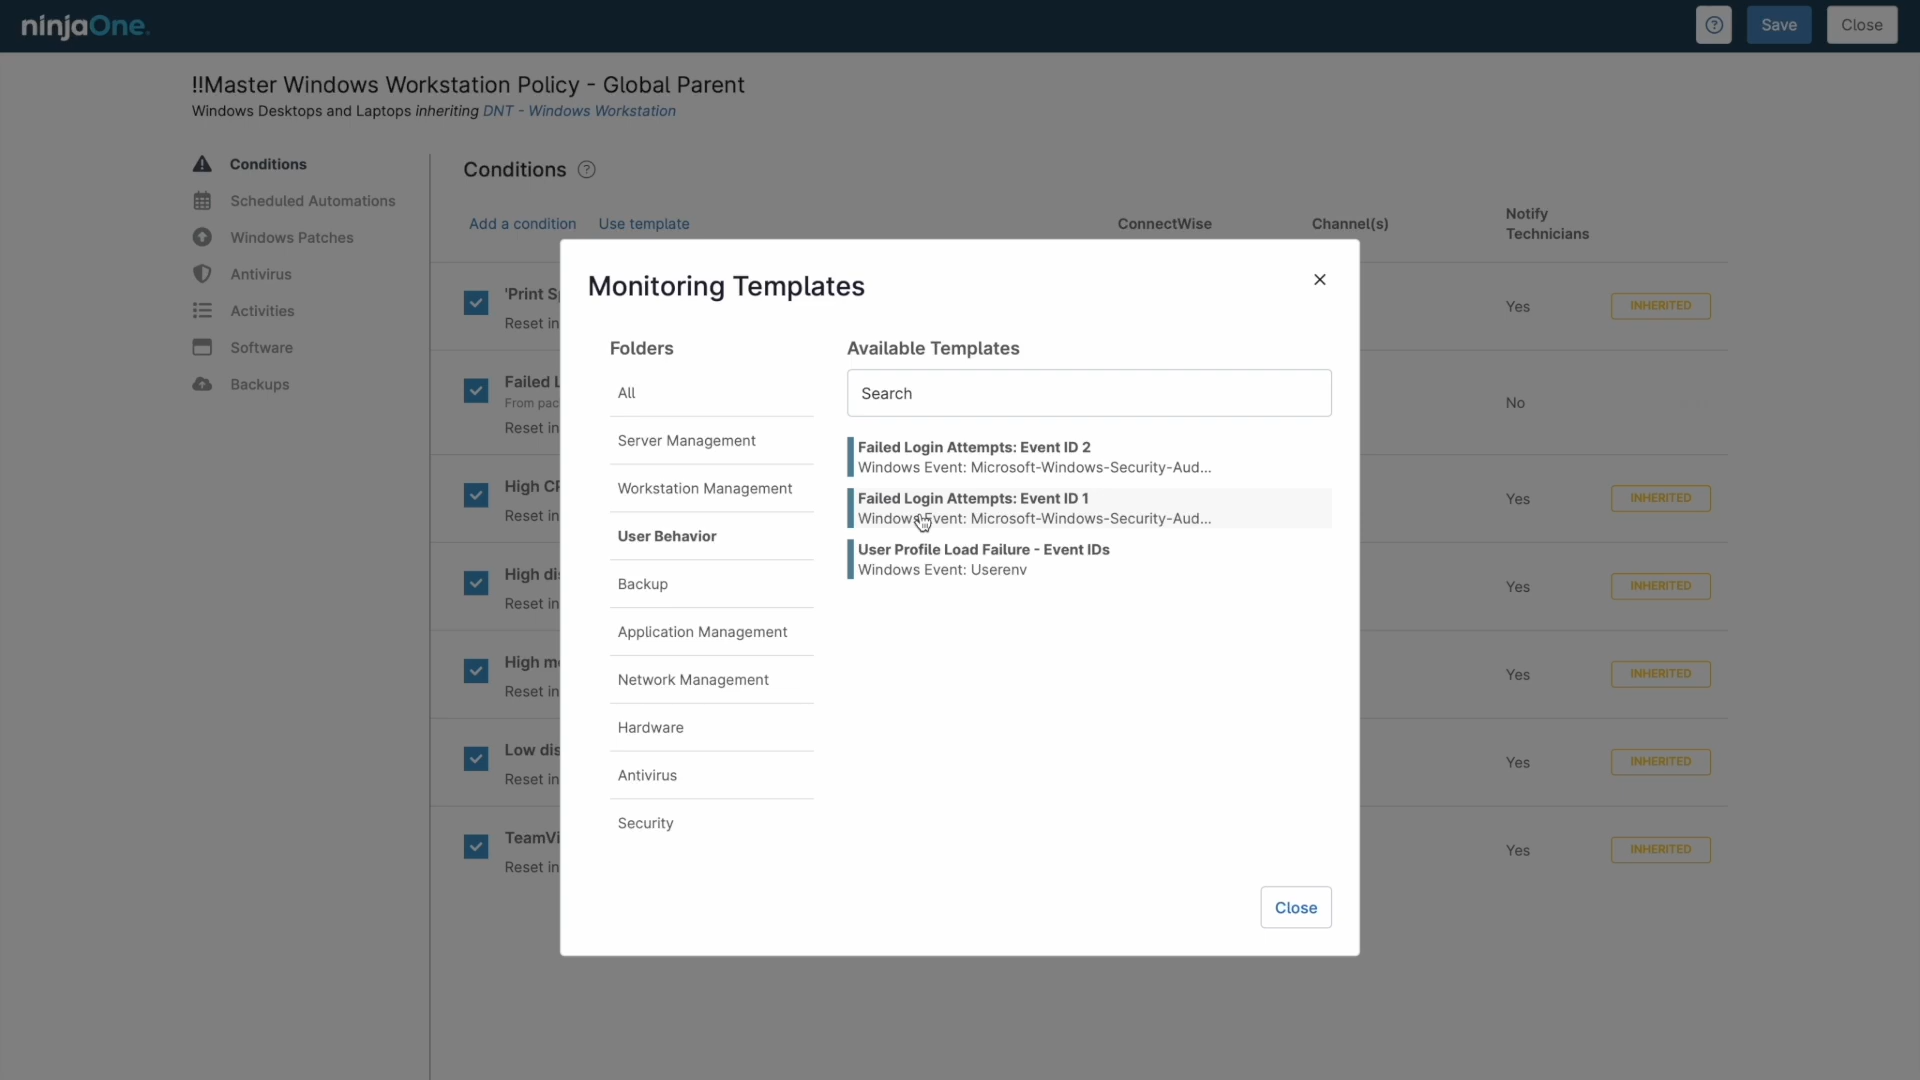 ninjaOne.
Save
Close
!!Master Windows Workstation Policy - Global Parent
Windows Desktops and Laptops inheriting DNT - Windows Workstation
Conditions
Scheduled Automations
Windows Patches
Antivirus
Activities
Software
Backups
Conditions
Add a condition
Use template
ConnectWise
Channel(s)
Notify
Technicians
'Print
Reset in
Yes
INHERITED
Failed
From
Reset in
No
High
Reset in
Yes
INHERITED
High
Reset in
Yes
INHERITED
High
Reset in
Yes
INHERITED
Low
Reset in
Yes
INHERITED
Reset in
Yes
INHERITED
Monitoring Templates
Folders
All
Server Management
Workstation Management
User Behavior
Backup
Application Management
Network Management
Hardware
Antivirus
Security
Available Templates
Search
Failed Login Attempts: Event ID 2
Windows Event: Microsoft-Windows-Security-Aud...
Failed Login Attempts: Event ID 1
Windows Event: Microsoft-Windows-Security-Aud...
User Profile Load Failure - Event IDs
Windows Event: Userenv
Close